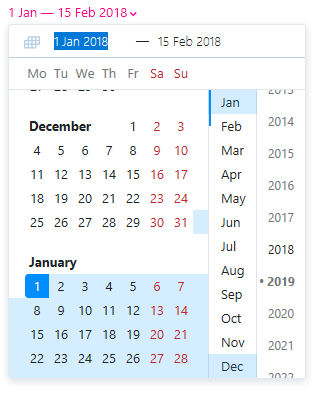 1 Jan — 15 Feb 2018
1 Jan 2018 — 15 Feb 2018
Mo Tu We Th Fr Sa Su
December 1 2 3
4 5 6 7 8 9 10
11 12 13 14 15 16 17
18 19 20 21 22 23 24
25 26 27 28 29 30 31
January
1 2 3 4 5 6 7
8 9 10 11 12 13 14
15 16 17 18 19 20 21
22 23 24 25 26 27 28
Jan
Feb
Mar
Apr
May
Jun
Jul
Aug
Sep
Oct
Nov
Dec
2014
2015
2016
2017
2018
• 2019
2020
2021